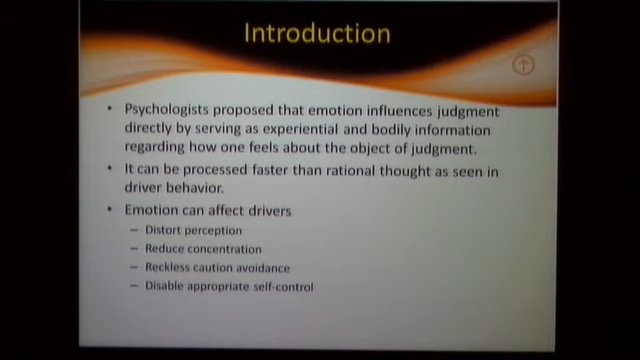 Introduction
• Psychologists proposed that emotion influences judgment
directly by serving as experiential and bodily information
regarding how one feels about the object of judgment.
• It can be processed faster than rational thought as seen in
driver behavior.
• Emotion can affect drivers
– Distort perception
– Reduce concentration
– Reckless caution avoidance
– Disable appropriate self-control